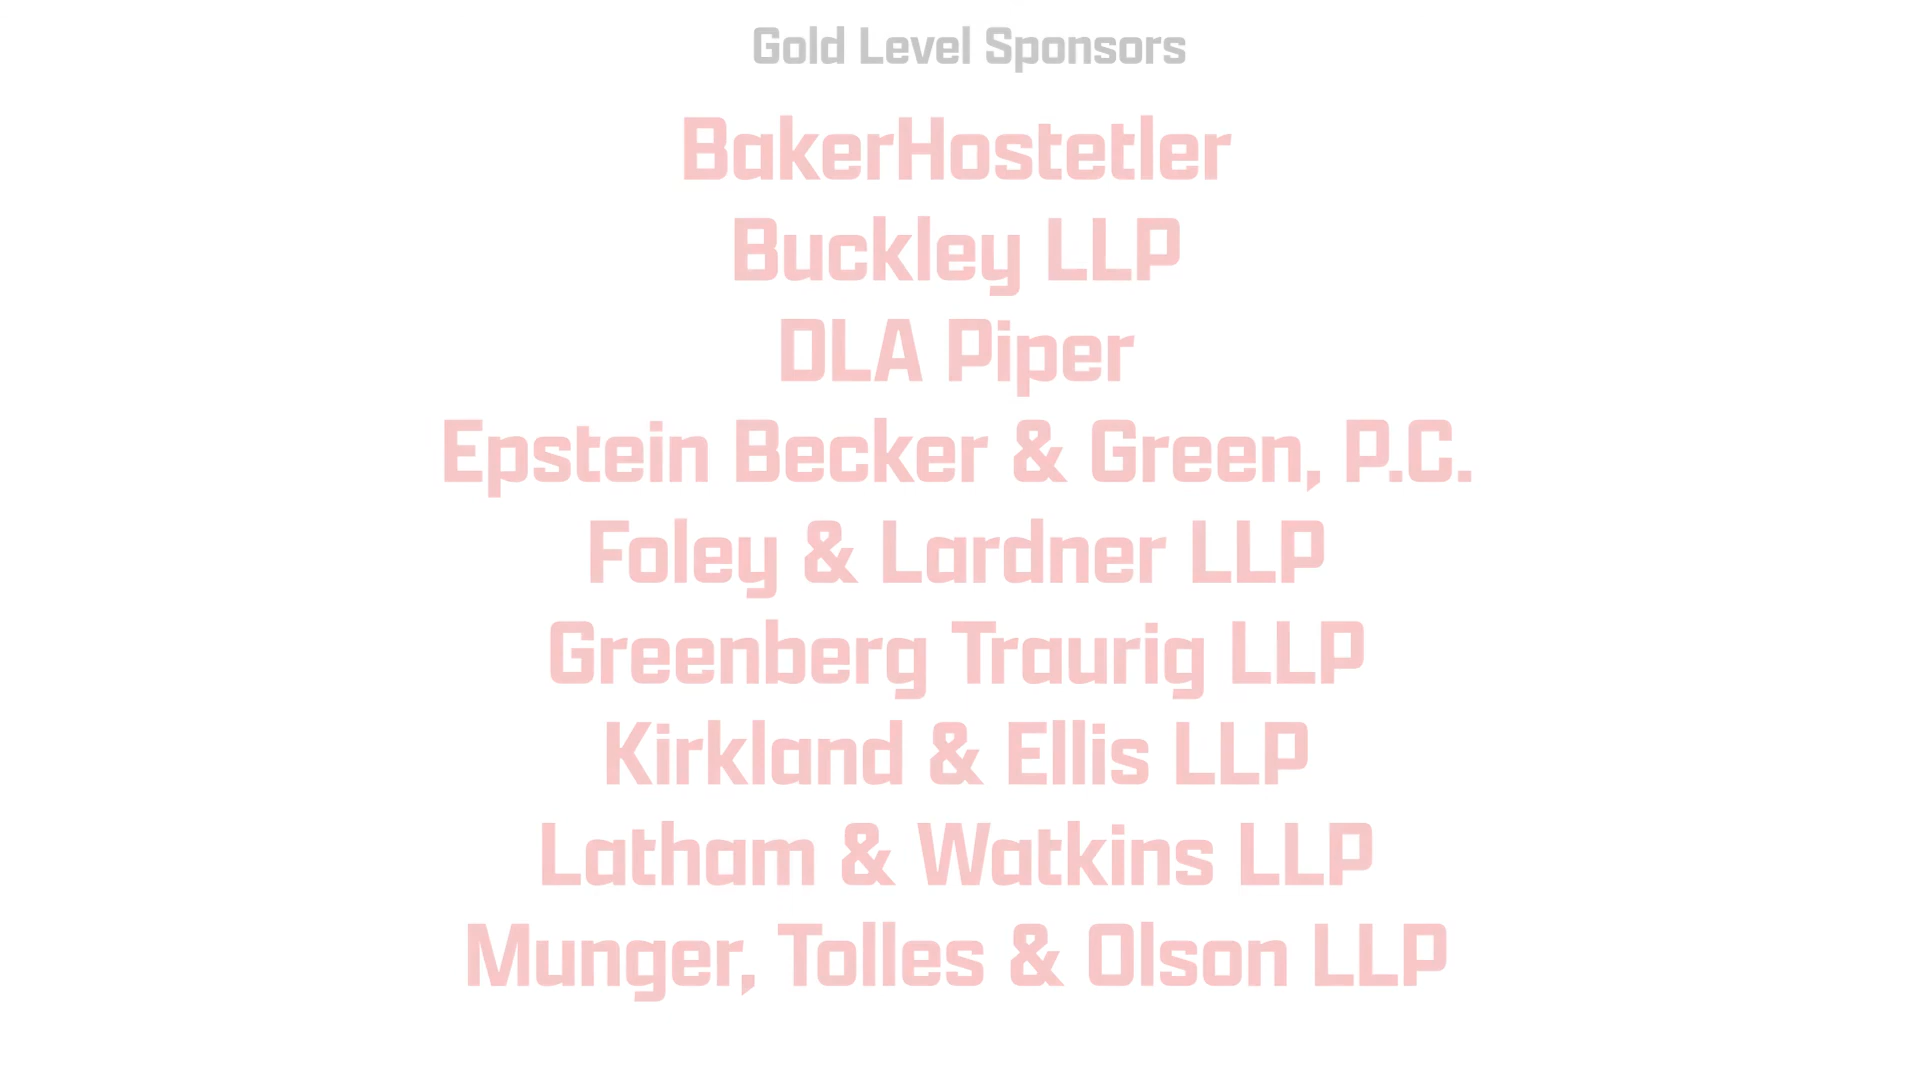 Gold Level Sponsors
BakerHostetler
Buckley LLP
DLA Piper
Epstein Becker & Green, P.C.
Foley & Lardner LLP
Greenberg Traurig LLP
Kirkland & Ellis LLP
Latham & Watkins LLP
Munger, Tolles & Olson LLP